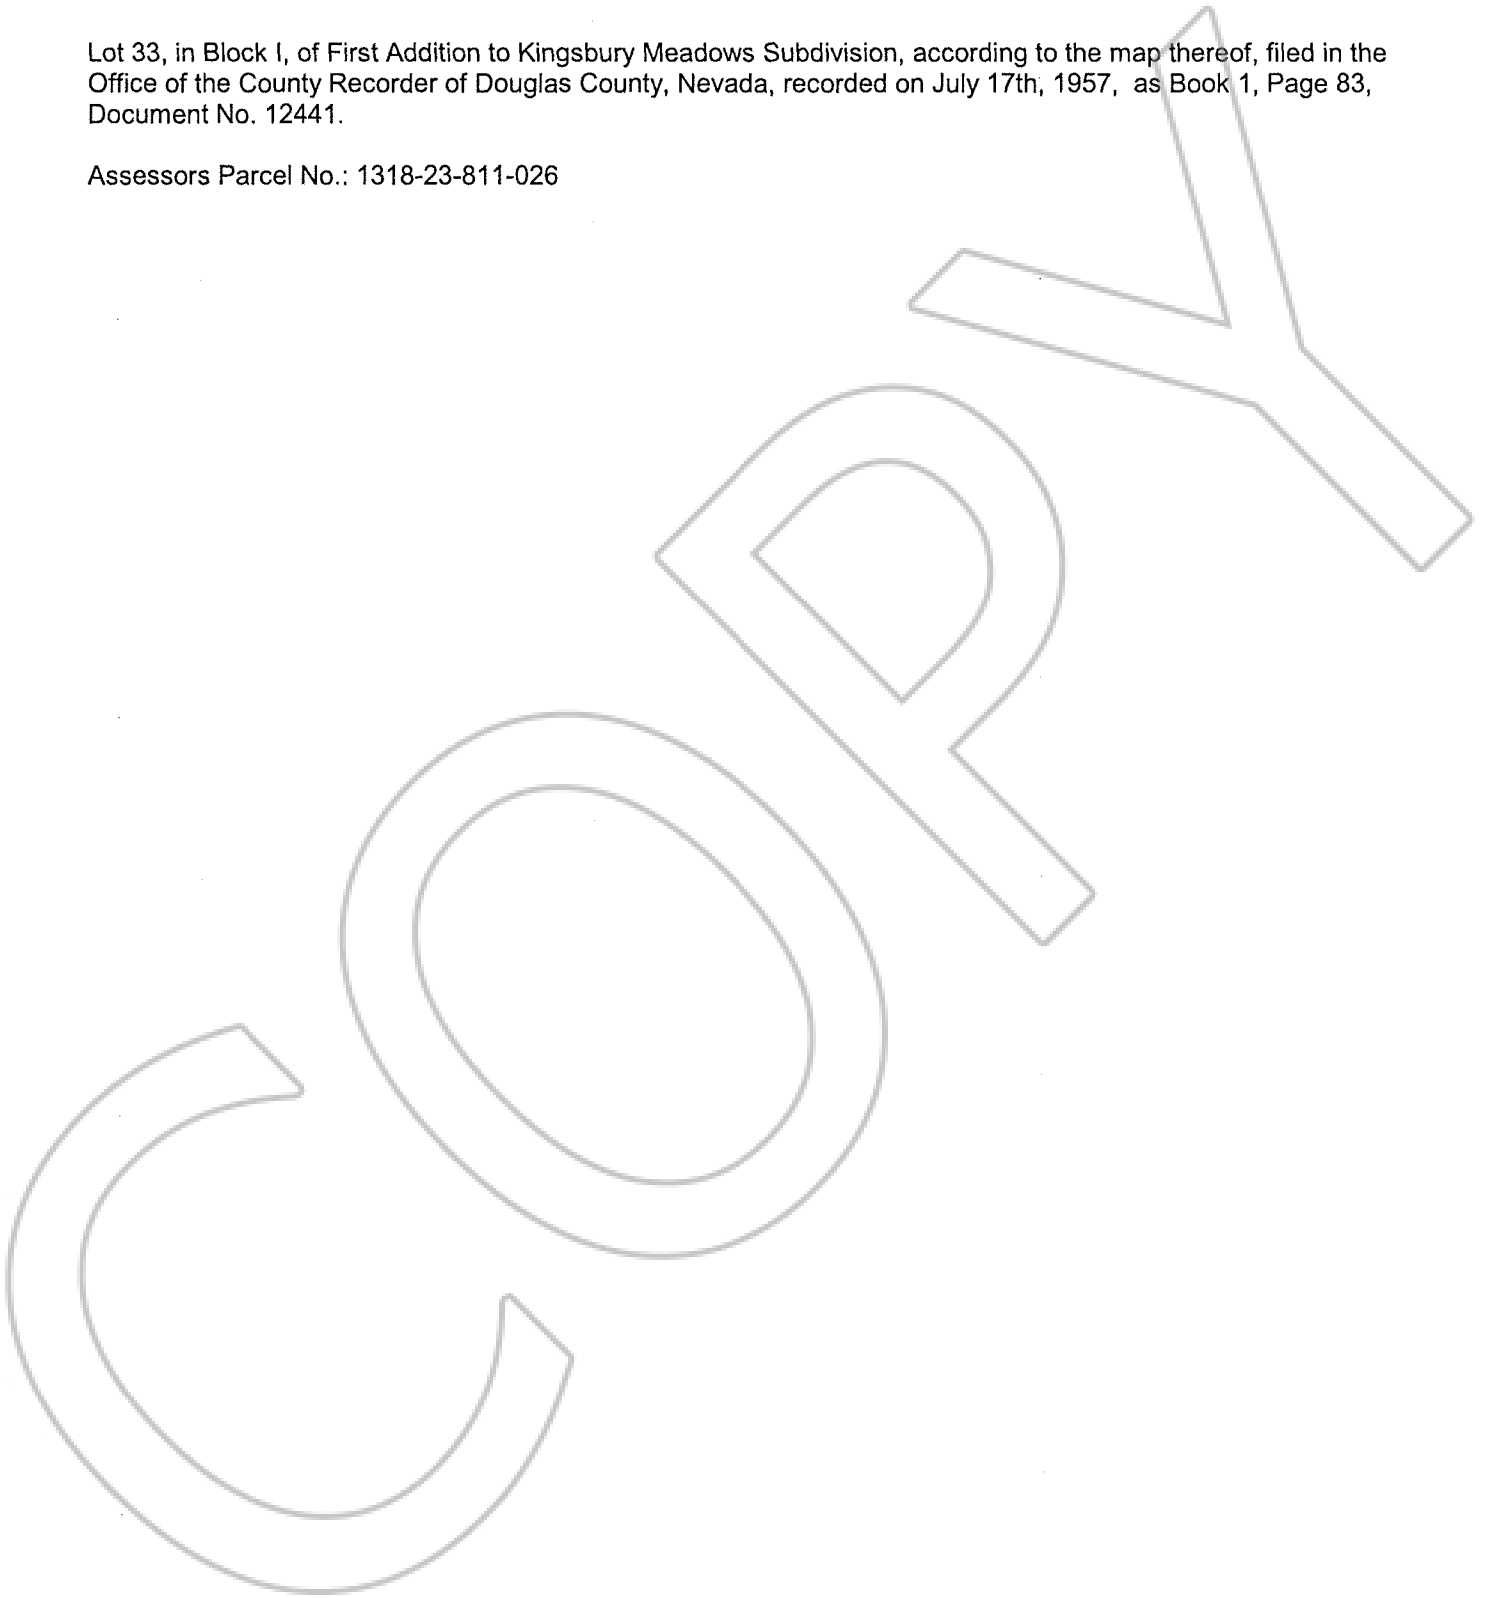 Lot 33, in Block I, of First Addition to Kingsbury Meadows Subdivision, according to the map thereof, filed in the
Office of the County Recorder of Douglas County, Nevada, recorded on July 17th, 1957, as Book 1, Page 83,
Document No. 12441.
Assessors Parcel No.: 1318-23-811-026
COPY